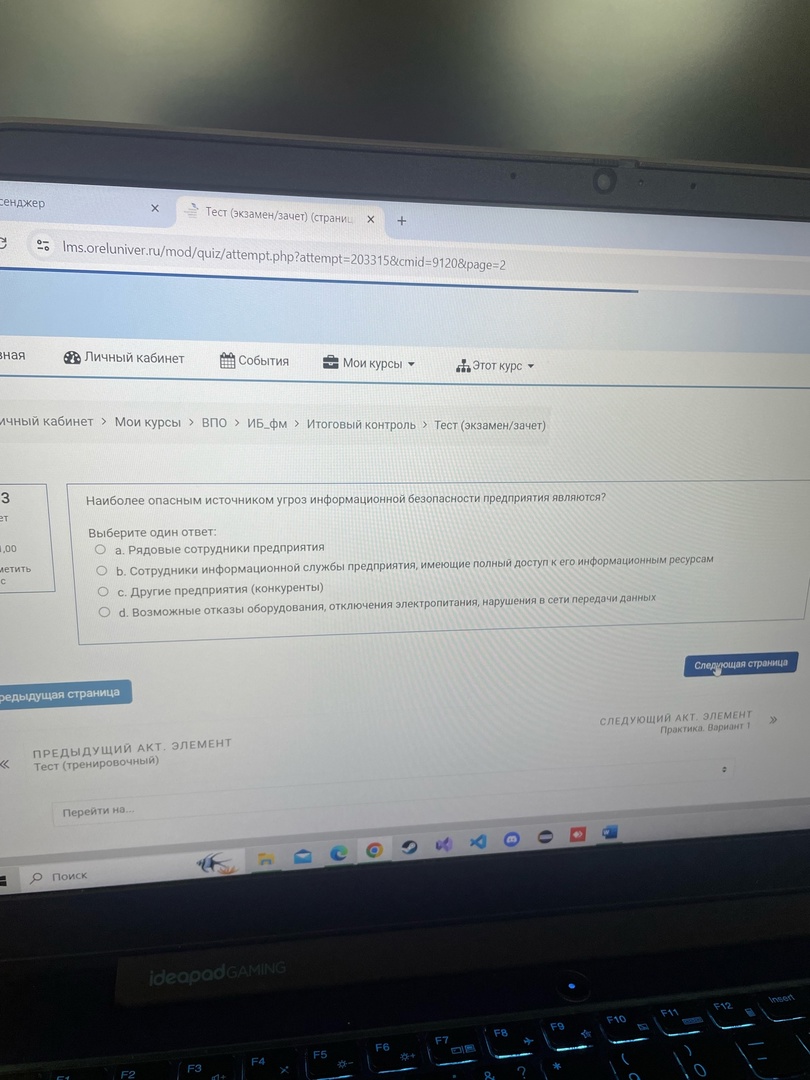 сенджер
Тест (экзамен/зачет) (страниц
lms.oreluniver.ru/mod/quiz/attempt.php?attempt=203315&cmid=9120&page=2
вная Личный кабинет События Мои курсы Этот курс
ичный кабинет > Мои курсы > ВПО > ИБ_фм > Итоговый контроль > Тест (экзамен/зачет)
3
ет
1,00
метить
с
Наиболее опасным источником угроз информационной безопасности предприятия являются?
Выберите один ответ:
a. Рядовые сотрудники предприятия
b. Сотрудники информационной службы предприятия, имеющие полный доступ к его информационным ресурсам
c. Другие предприятия (конкуренты)
d. Возможные отказы оборудования, отключения электропитания, нарушения в сети передачи данных
Следующая страница
редыдущая страница
СЛЕДУЮЩИЙ АКТ. ЭЛЕМЕНТ
Практика. Вариант 1
ПРЕДЫДУЩИЙ АКТ. ЭЛЕМЕНТ
Тест (тренировочный)
Перейти на...
Поиск
ideapad GAMING
F2 F3 F4 F5 F6 F7 F8 F9 F10 F11 F12 Insert